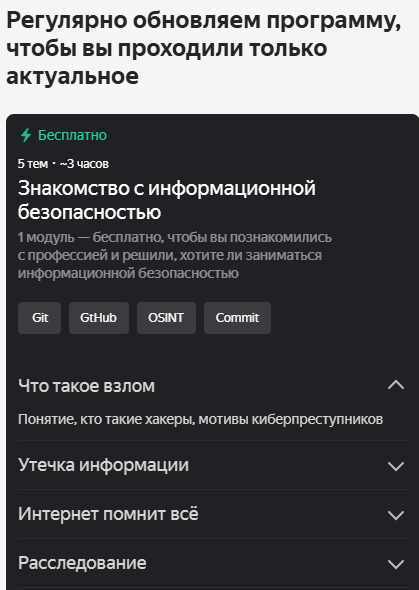 Регулярно обновляем программу,
чтобы вы проходили только
актуальное
Бесплатно
5 тем · ~3 часов
Знакомство с информационной
безопасностью
1 модуль — бесплатно, чтобы вы познакомились
с профессией и решили, хотите ли заниматься
информационной безопасностью
Git
GtHub
OSINT
Commit
Что такое взлом
Понятие, кто такие хакеры, мотивы киберпреступников
Утечка информации
Интернет помнит всё
Расследование